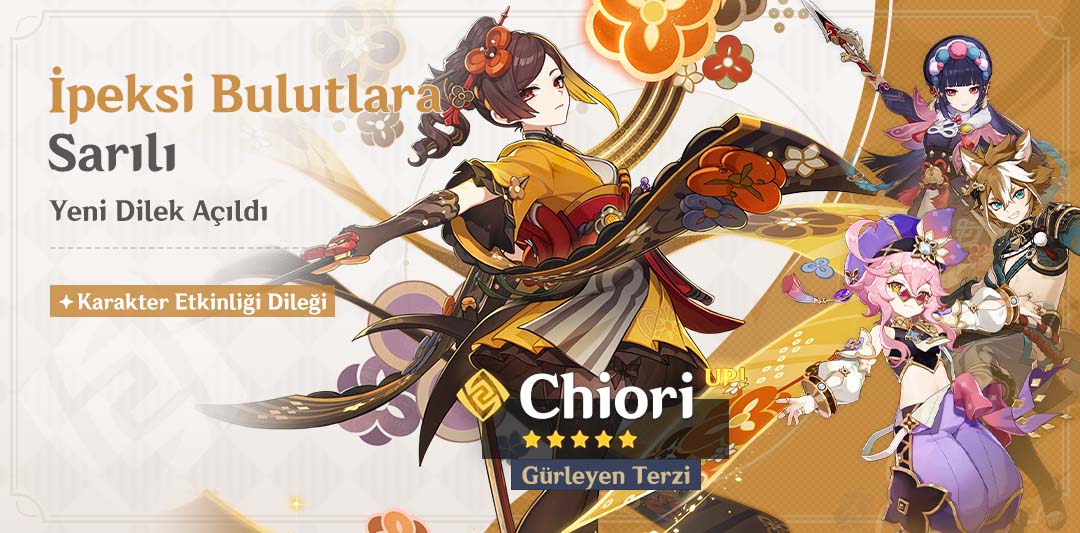 İpeksi Bulutlara
Sarılı
Yeni Dilek Açıldı
Karakter Etkinliği Dileği
Chiori UP!
Gürleyen Terzi